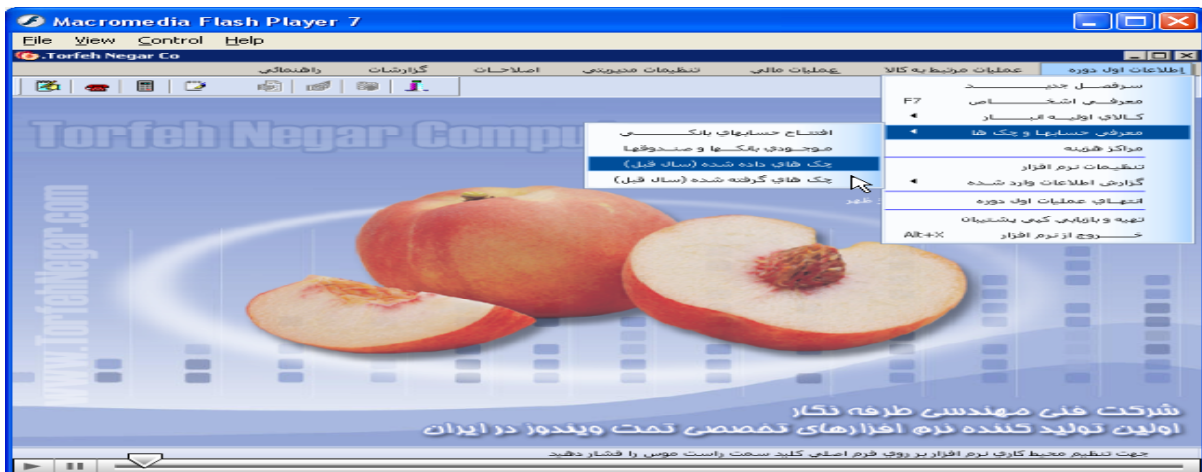 Macromedia Flash Player 7
File View Control Help
.Torfeh Negar Co
اطلاعات اول دوره عملیات مرتبط به کالا عملیات مالی تنظیمات مدیریتی اصلاحات گزارشات راهنمائی
سرفصل جدید
معرفی اشخاص F7
کالای اولیه انبار
معرفی حسابها و چک ها
مراکز هزینه
تنظیمات نرم افزار
گزارش اطلاعات وارد شده
انتهای عملیات اول دوره
تهیه و بازیابی کپی پشتیبان
خروج از نرم افزار Alt+X
افتتاح حسابهای بانکی
موجودی بانکها و صندوقها
چک های داده شده (سال قبل)
چک های گرفته شده (سال قبل)
Torfeh Negar Compu
ظهر
www.TorfehNegar.com
شرکت فنی مهندسی طرفه نگار
اولین تولید کننده نرم افزارهای تخصصی تحت ویندوز در ایران
جهت تنظیم محیط کاری نرم افزار بر روی فرم اصلی کلید سمت راست موس را فشار دهید